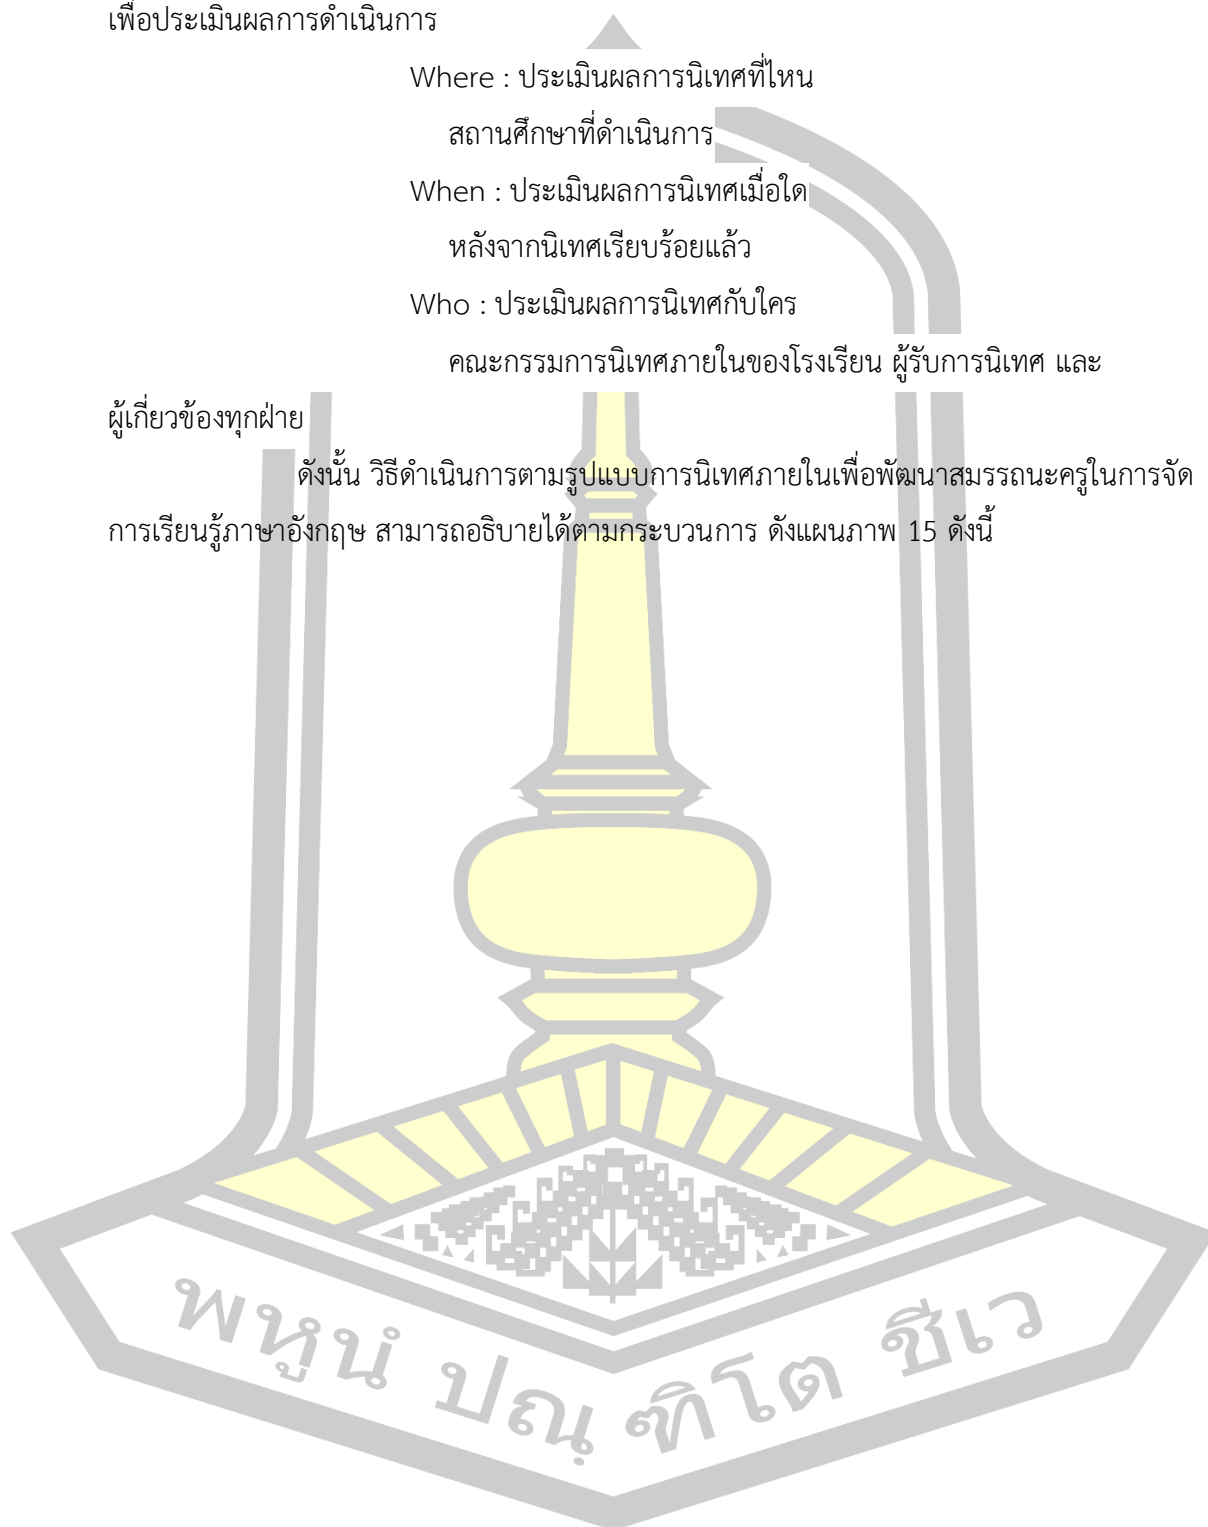 เพื่อประเมินผลการดำเนินการ
Where : ประเมินผลการนิเทศที่ไหน
สถานศึกษาที่ดำเนินการ
When : ประเมินผลการนิเทศเมื่อใด
หลังจากนิเทศเรียบร้อยแล้ว
Who : ประเมินผลการนิเทศกับใคร
คณะกรรมการนิเทศภายในของโรงเรียน ผู้รับการนิเทศ และ
ผู้เกี่ยวข้องทุกฝ่าย
ดังนั้น วิธีดำเนินการตามรูปแบบการนิเทศภายในเพื่อพัฒนาสมรรถนะครูในการจัด
การเรียนรู้ภาษาอังกฤษ สามารถอธิบายได้ตามกระบวนการ ดังแผนภาพ 15 ดังนี้
พหูนํ ปณฺฑิโต ชีเว